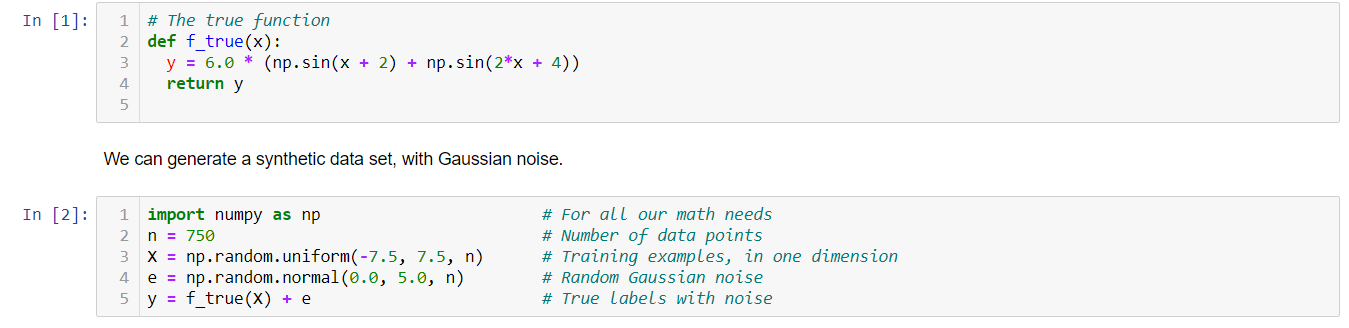 In [1]:
1 # The true function
2 def f_true(x):
3   y = 6.0 * (np.sin(x + 2) + np.sin(2*x + 4))
4   return y
5
We can generate a synthetic data set, with Gaussian noise.
In [2]:
1 import numpy as np                       # For all our math needs
2 n = 750                                  # Number of data points
3 X = np.random.uniform(-7.5, 7.5, n)      # Training examples, in one dimension
4 e = np.random.normal(0.0, 5.0, n)        # Random Gaussian noise
5 y = f_true(X) + e                        # True labels with noise